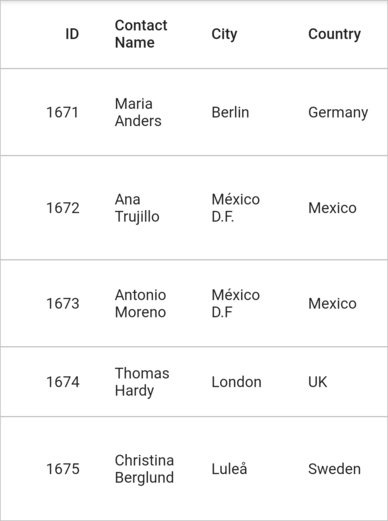 ID Contact Name City Country
1671 Maria Anders Berlin Germany
1672 Ana Trujillo México D.F. Mexico
1673 Antonio Moreno México D.F Mexico
1674 Thomas Hardy London UK
1675 Christina Berglund Luleå Sweden